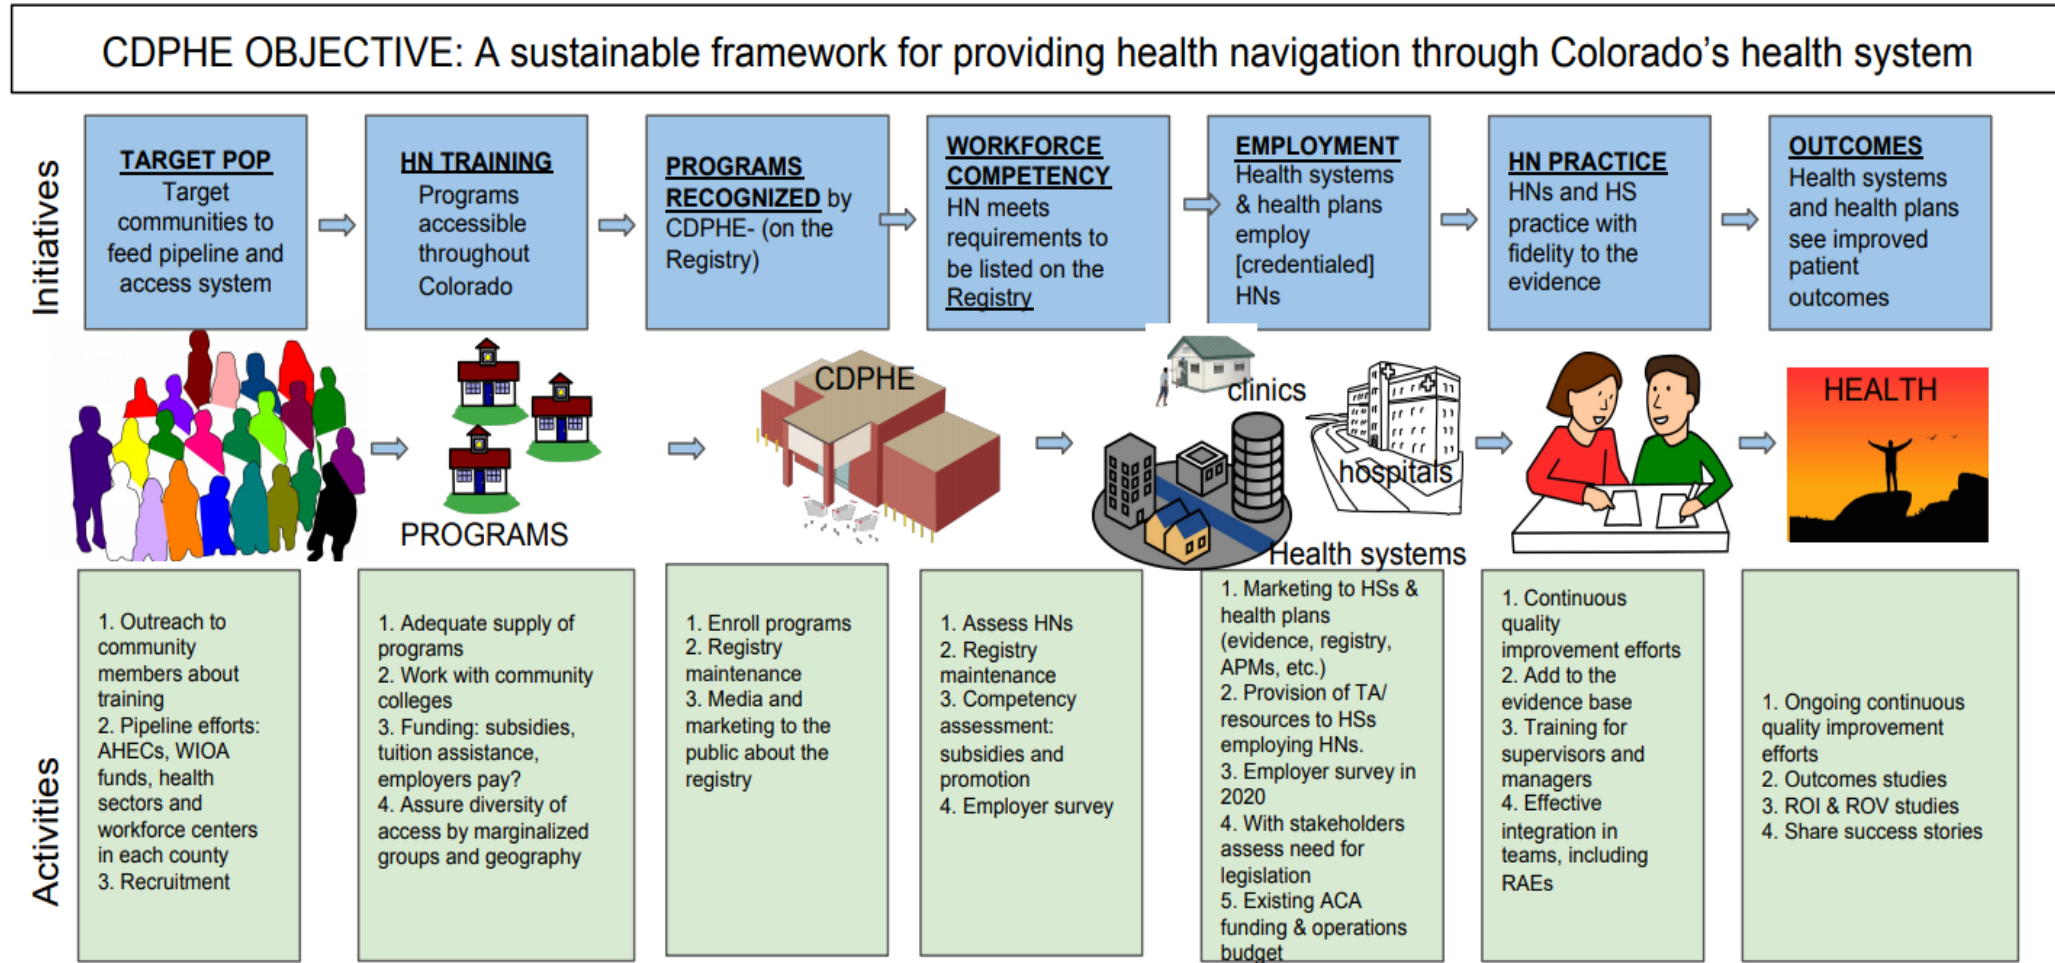 CDPHE OBJECTIVE: A sustainable framework for providing health navigation through Colorado's health system
Initiatives
TARGET POP
Target
communities to
feed pipeline and
access system
HN TRAINING
Programs
accessible
throughout
Colorado
PROGRAMS
RECOGNIZED by
CDPHE- (on the
Registry)
WORKFORCE
COMPETENCY
HN meets
requirements to
be listed on the
Registry
EMPLOYMENT
Health systems
& health plans
employ
[credentialed]
HNs
HN PRACTICE
HNs and HS
practice with
fidelity to the
evidence
OUTCOMES
Health systems
and health plans
see improved
patient
outcomes
PROGRAMS
CDPHE
clinics
hospitals
Health systems
HEALTH
Activities
1. Outreach to
community
members about
training
2. Pipeline efforts:
AHECs, WIOA
funds, health
sectors and
workforce centers
in each county
3. Recruitment
1. Adequate supply of
programs
2. Work with community
colleges
3. Funding: subsidies,
tuition assistance,
employers pay?
4. Assure diversity of
access by marginalized
groups and geography
1. Enroll programs
2. Registry
maintenance
3. Media and
marketing to the
public about the
registry
1. Assess HNs
2. Registry
maintenance
3. Competency
assessment:
subsidies and
promotion
4. Employer survey
1. Marketing to HSs &
health plans
(evidence, registry,
APMs, etc.)
2. Provision of TA/
resources to HSs
employing HNs.
3. Employer survey in
2020
4. With stakeholders
assess need for
legislation
5. Existing ACA
funding & operations
budget
1. Continuous
quality
improvement efforts
2. Add to the
evidence base
3. Training for
supervisors and
managers
4. Effective
integration in
teams, including
RAEs
1. Ongoing continuous
quality improvement
efforts
2. Outcomes studies
3. ROI & ROV studies
4. Share success stories